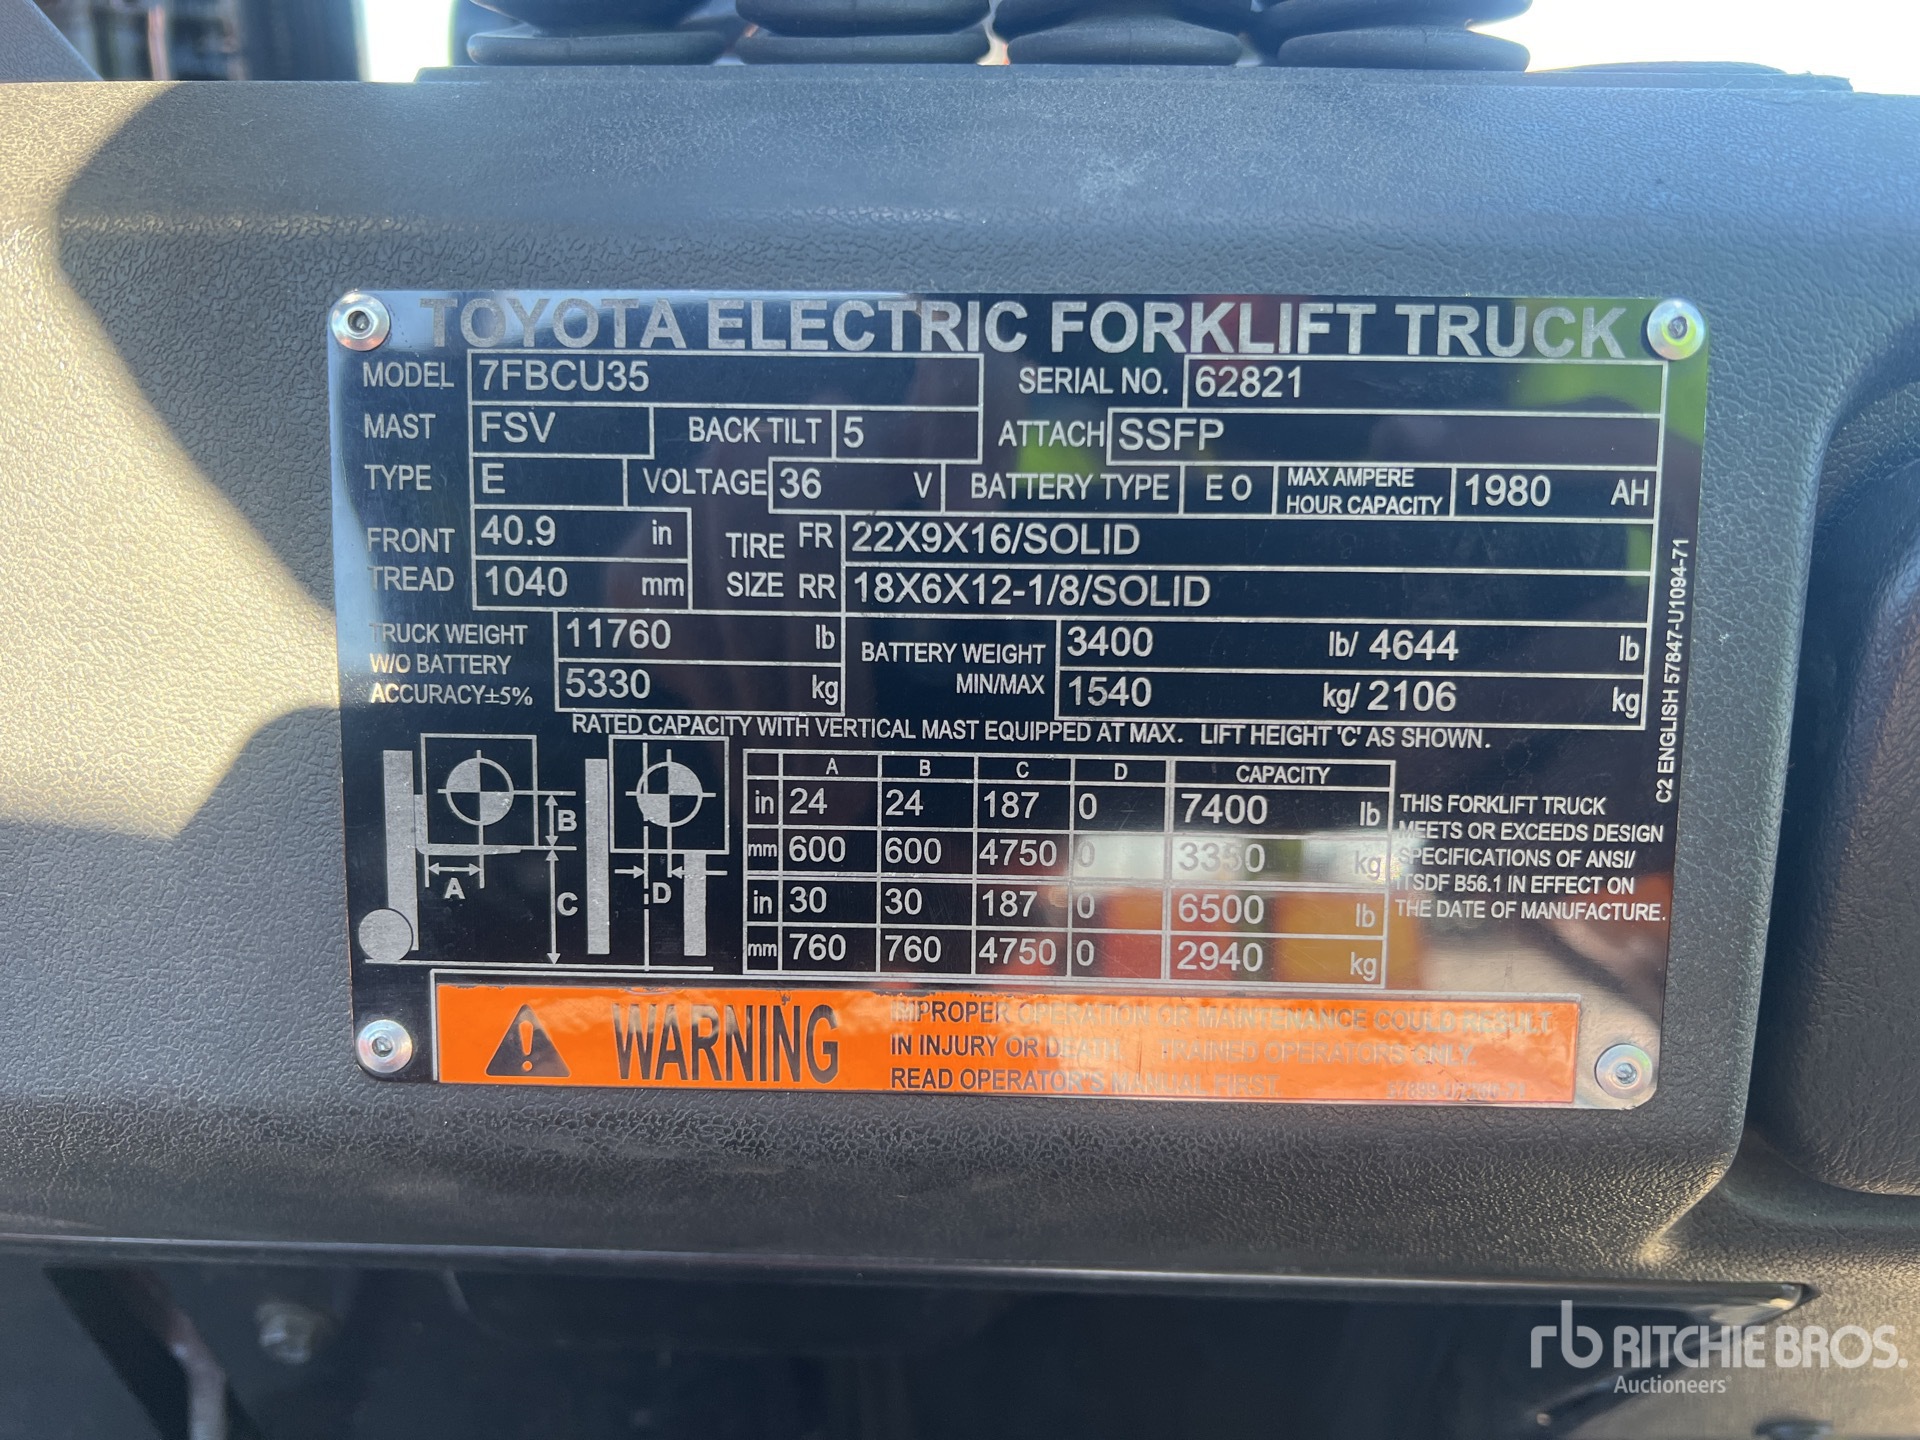 TOYOTA ELECTRIC FORKLIFT TRUCK
MODEL 7FBCU35 SERIAL NO. 62821
MAST FSV BACK TILT 5 ATTACH SSFP
TYPE E VOLTAGE 36 V BATTERY TYPE E O MAX AMPERE HOUR CAPACITY 1980 AH
FRONT TREAD 40.9 in TIRE SIZE FR 22X9X16/SOLID
1040 mm RR 18X6X12-1/8/SOLID
TRUCK WEIGHT W/O BATTERY ACCURACY±5% 11760 lb BATTERY WEIGHT MIN/MAX 3400 lb/ 4644 lb
5330 kg 1540 kg/ 2106 kg
RATED CAPACITY WITH VERTICAL MAST EQUIPPED AT MAX. LIFT HEIGHT 'C' AS SHOWN.
A B C D CAPACITY
in 24 24 187 0 7400 lb
mm 600 600 4750 0 3350 kg
in 30 30 187 0 6500 lb
mm 760 760 4750 0 2940 kg
B
A
C
D
THIS FORKLIFT TRUCK
MEETS OR EXCEEDS DESIGN
SPECIFICATIONS OF ANSI/
ITSDF B56.1 IN EFFECT ON
THE DATE OF MANUFACTURE.
C2 ENGLISH 57847-U1094-71
WARNING
IMPROPER OPERATION OR MAINTENANCE COULD RESULT
IN INJURY OR DEATH. TRAINED OPERATORS ONLY.
READ OPERATOR'S MANUAL FIRST.
rb RITCHIE BROS.
Auctioneers